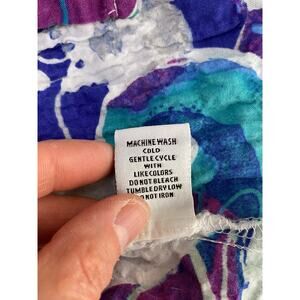 MACHINE WASH
COLD
GENTLE CYCLE
WITH
LIKE COLORS
DO NOT BLEACH
TUMBLE DRY LOW
DO NOT IRON